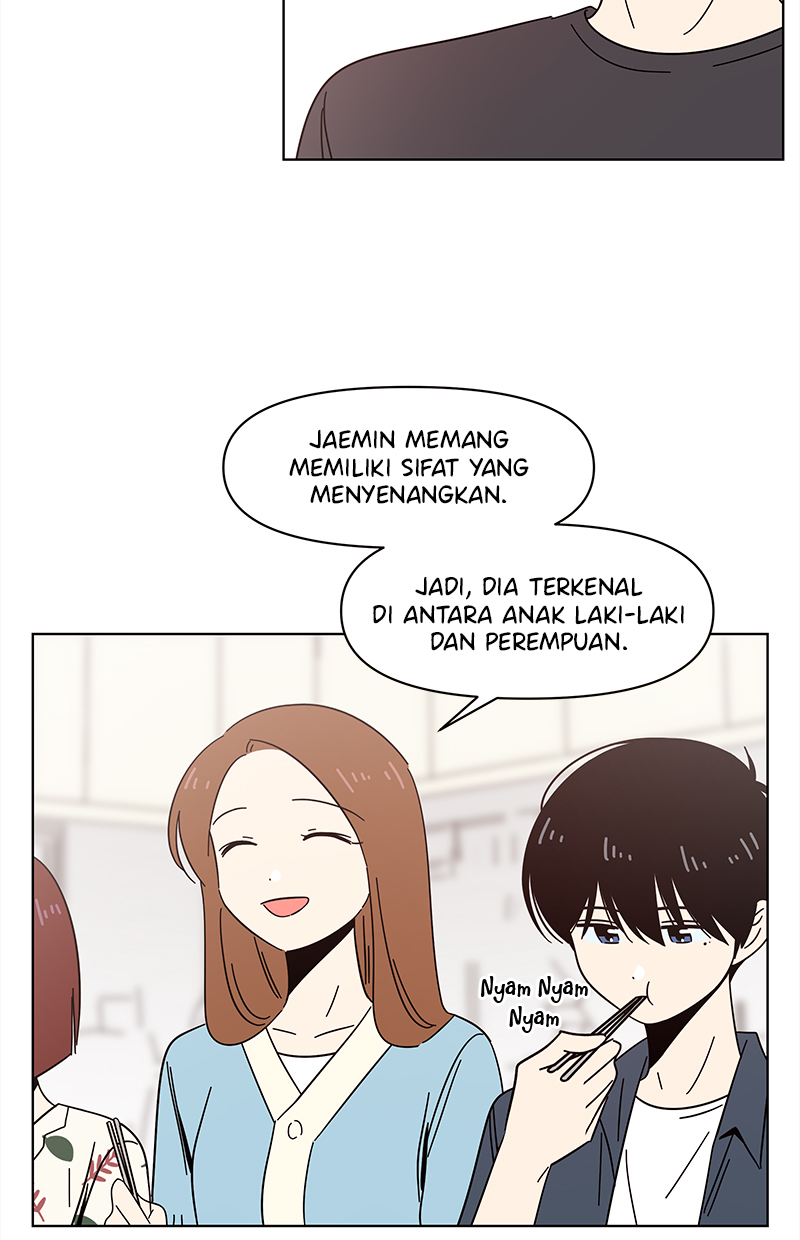 JAEMIN MEMANG
MEMILIKI SIFAT YANG
MENYENANGKAN.
JADI, DIA TERKENAL
DI ANTARA ANAK LAKI-LAKI
DAN PEREMPUAN.
Nyam Nyam
Nyam